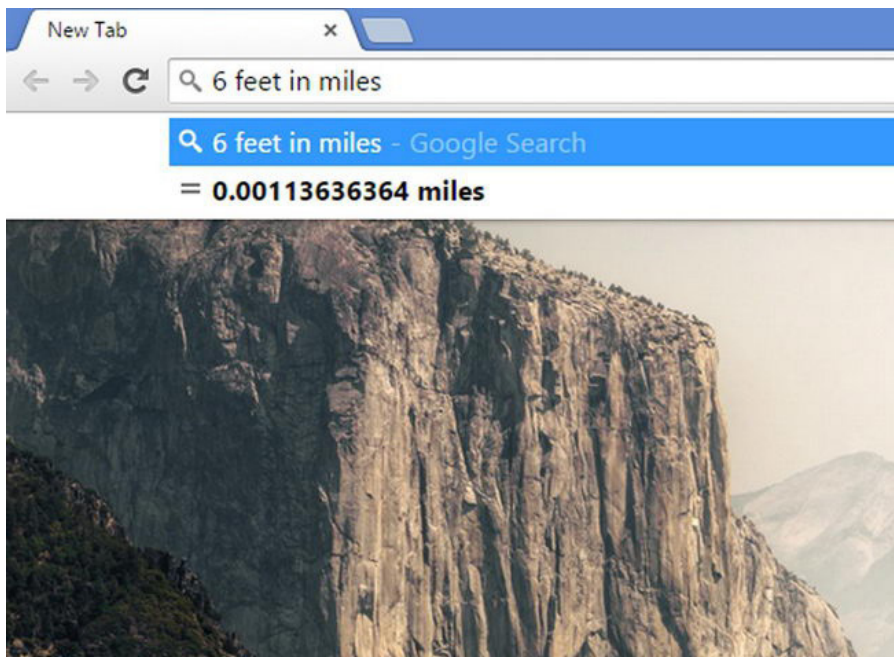 New Tab
6 feet in miles
6 feet in miles - Google Search
= 0.00113636364 miles